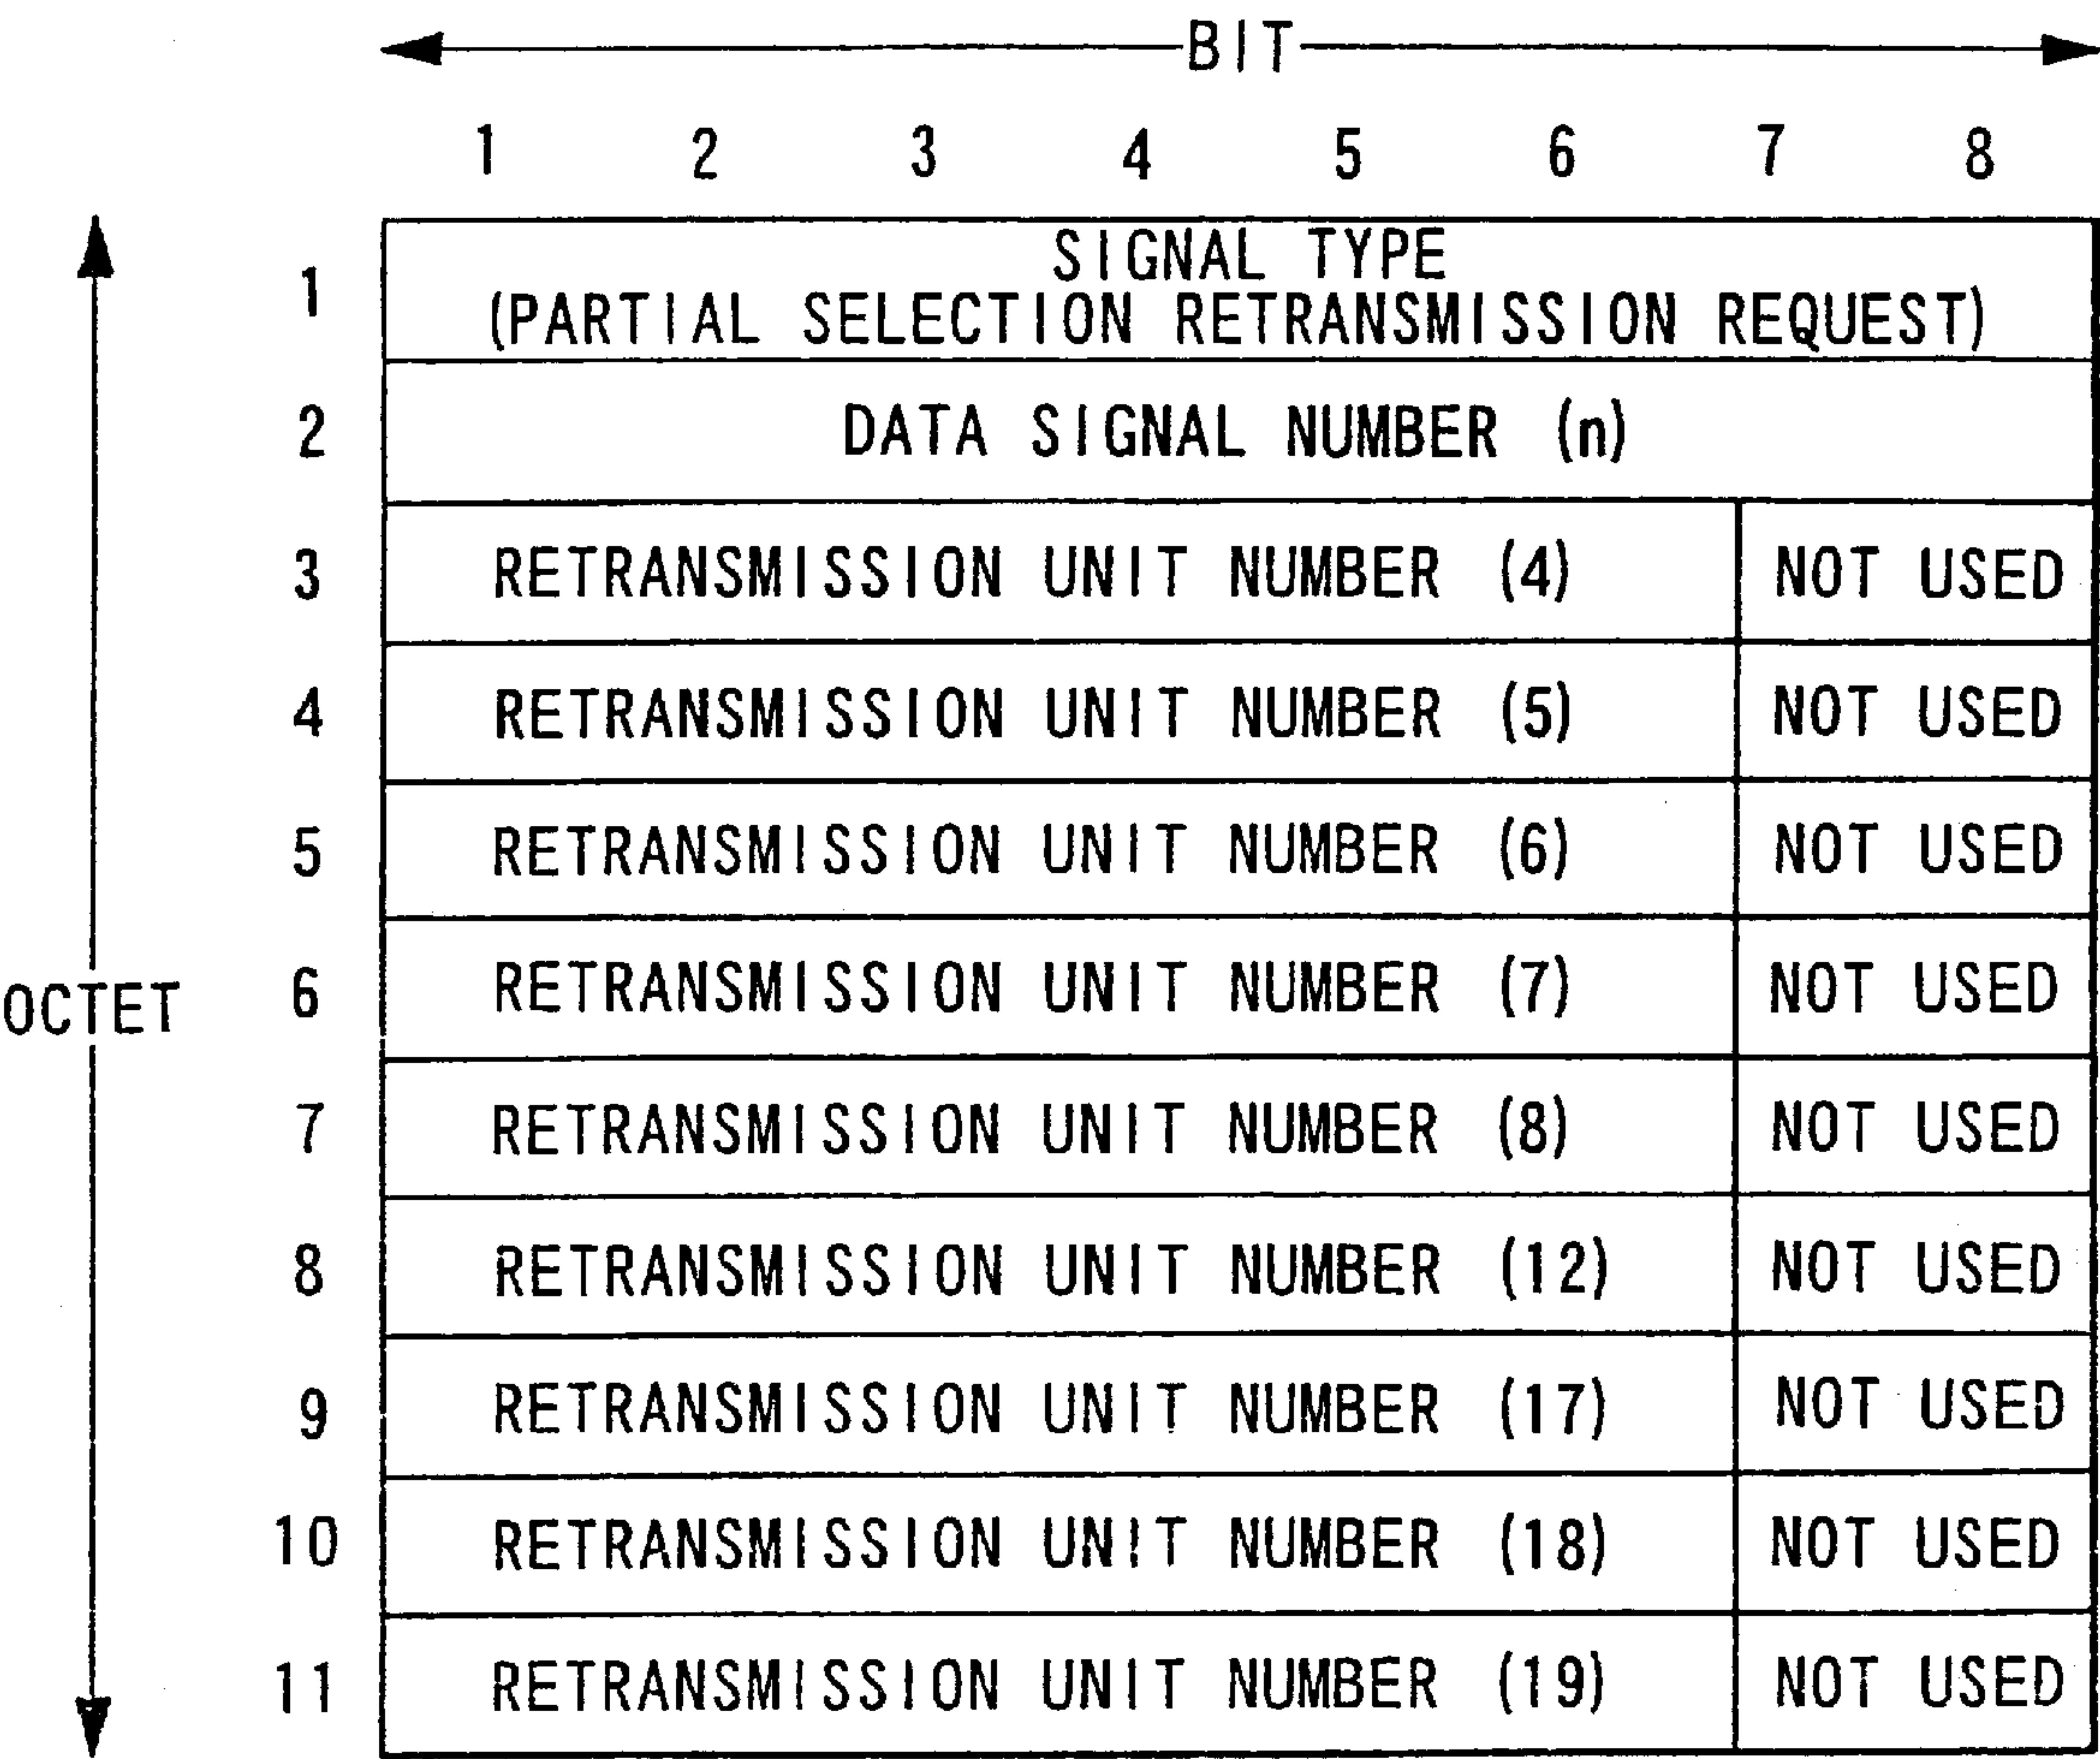 BIT
1 2 3 4 5 6 7 8
1 SIGNAL TYPE
(PARTIAL SELECTION RETRANSMISSION REQUEST)
2 DATA SIGNAL NUMBER (n)
3 RETRANSMISSION UNIT NUMBER (4) NOT USED
4 RETRANSMISSION UNIT NUMBER (5) NOT USED
5 RETRANSMISSION UNIT NUMBER (6) NOT USED
OCTET 6 RETRANSMISSION UNIT NUMBER (7) NOT USED
7 RETRANSMISSION UNIT NUMBER (8) NOT USED
8 RETRANSMISSION UNIT NUMBER (12) NOT USED
9 RETRANSMISSION UNIT NUMBER (17) NOT USED
10 RETRANSMISSION UNIT NUMBER (18) NOT USED
11 RETRANSMISSION UNIT NUMBER (19) NOT USED